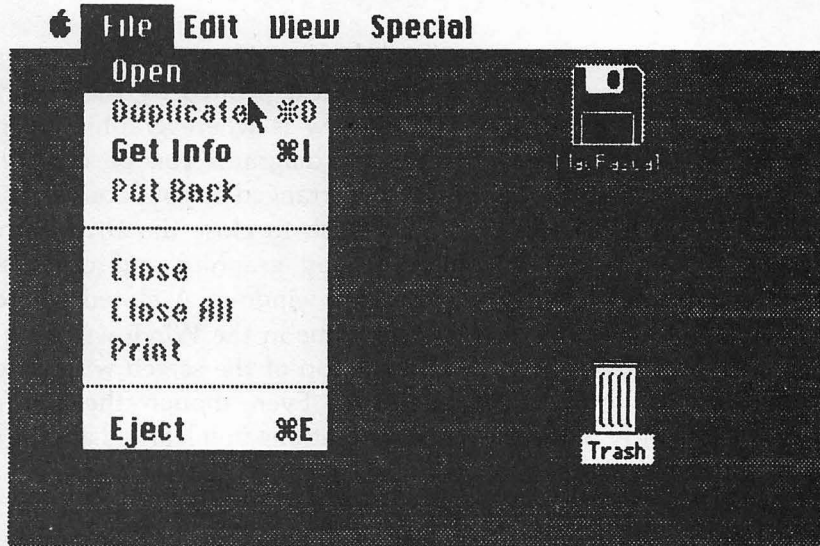 File Edit View Special
Open
Duplicate ⌘D
Get Info ⌘I
Put Back
Close
Close All
Print
Eject ⌘E
MacPascal
Trash